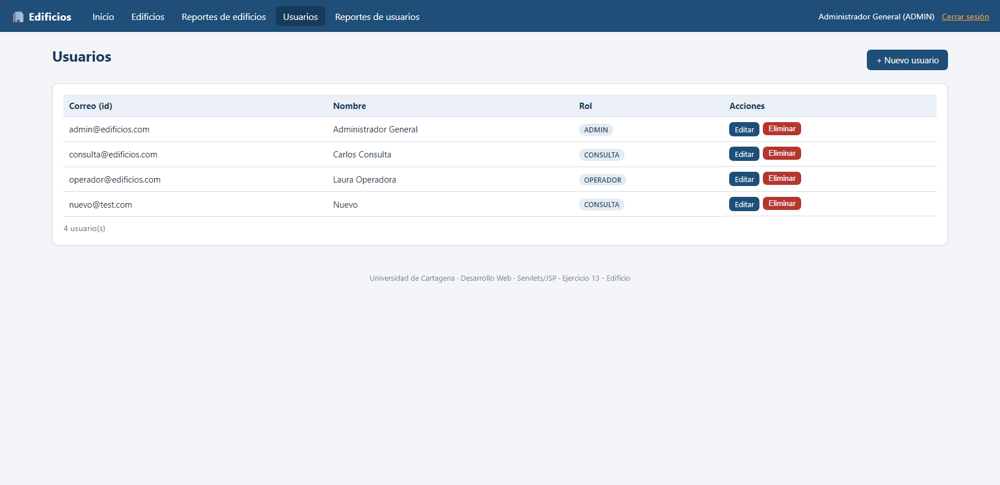 Edificios Inicio Edificios Reportes de edificios Usuarios Reportes de usuarios Administrador General (ADMIN) Cerrar sesión
Usuarios
+ Nuevo usuario
Correo (id) Nombre Rol Acciones
admin@edificios.com Administrador General ADMIN Editar Eliminar
consulta@edificios.com Carlos Consulta CONSULTA Editar Eliminar
operador@edificios.com Laura Operadora OPERADOR Editar Eliminar
nuevo@test.com Nuevo CONSULTA Editar Eliminar
4 usuario(s)
Universidad de Cartagena · Desarrollo Web · Servlets/JSP · Ejercicio 13 - Edificio